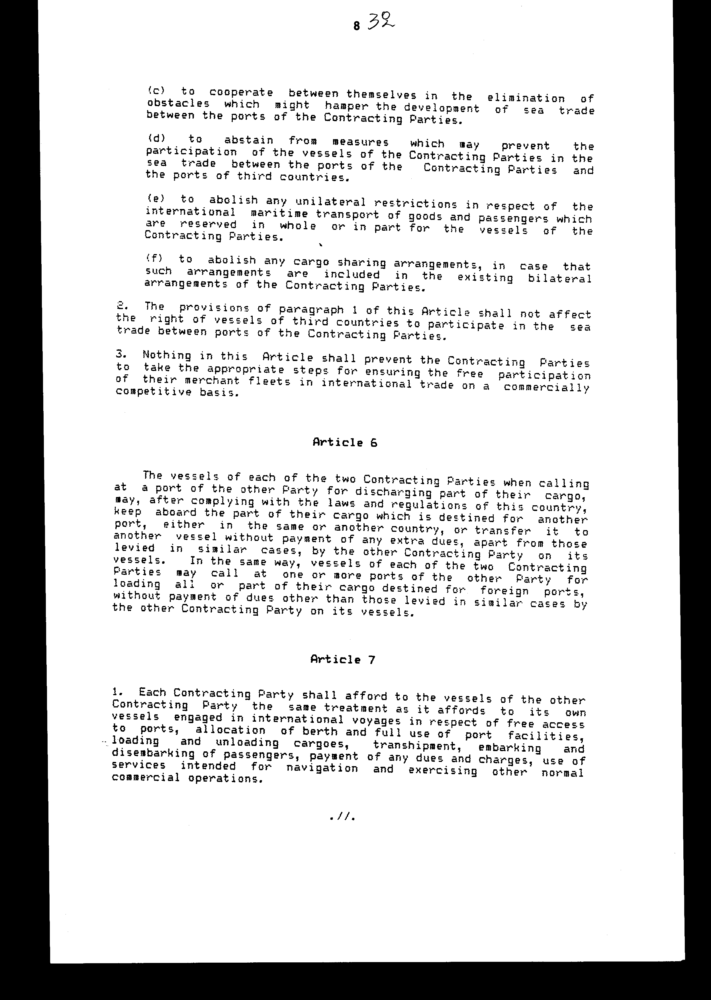 8 32
(c) to cooperate between themselves in the elimination of
obstacles which might hamper the development of sea trade
between the ports of the Contracting Parties.
(d) to abstain from measures which may prevent the
participation of the vessels of the Contracting Parties in the
sea trade between the ports of the Contracting Parties and
the ports of third countries.
(e) to abolish any unilateral restrictions in respect of the
international maritime transport of goods and passengers which
are reserved in whole or in part for the vessels of the
Contracting Parties.
(f) to abolish any cargo sharing arrangements, in case that
such arrangements are included in the existing bilateral
arrangements of the Contracting Parties.
2. The provisions of paragraph 1 of this Article shall not affect
the right of vessels of third countries to participate in the sea
trade between ports of the Contracting Parties.
3. Nothing in this Article shall prevent the Contracting Parties
to take the appropriate steps for ensuring the free participation
of their merchant fleets in international trade on a commercially
competitive basis.
Article 6
The vessels of each of the two Contracting Parties when calling
at a port of the other Party for discharging part of their cargo,
may, after complying with the laws and regulations of this country,
keep aboard the part of their cargo which is destined for another
port, either in the same or another country, or transfer it to
another vessel without payment of any extra dues, apart from those
levied in similar cases, by the other Contracting Party on its
vessels. In the same way, vessels of each of the two Contracting
Parties may call at one or more ports of the other Party for
loading all or part of their cargo destined for foreign ports,
without payment of dues other than those levied in similar cases by
the other Contracting Party on its vessels.
Article 7
1. Each Contracting Party shall afford to the vessels of the other
Contracting Party the same treatment as it affords to its own
vessels engaged in international voyages in respect of free access
to ports, allocation of berth and full use of port facilities,
loading and unloading cargoes, transhipment, embarking and
disembarking of passengers, payment of any dues and charges, use of
services intended for navigation and exercising other normal
commercial operations.
.//.